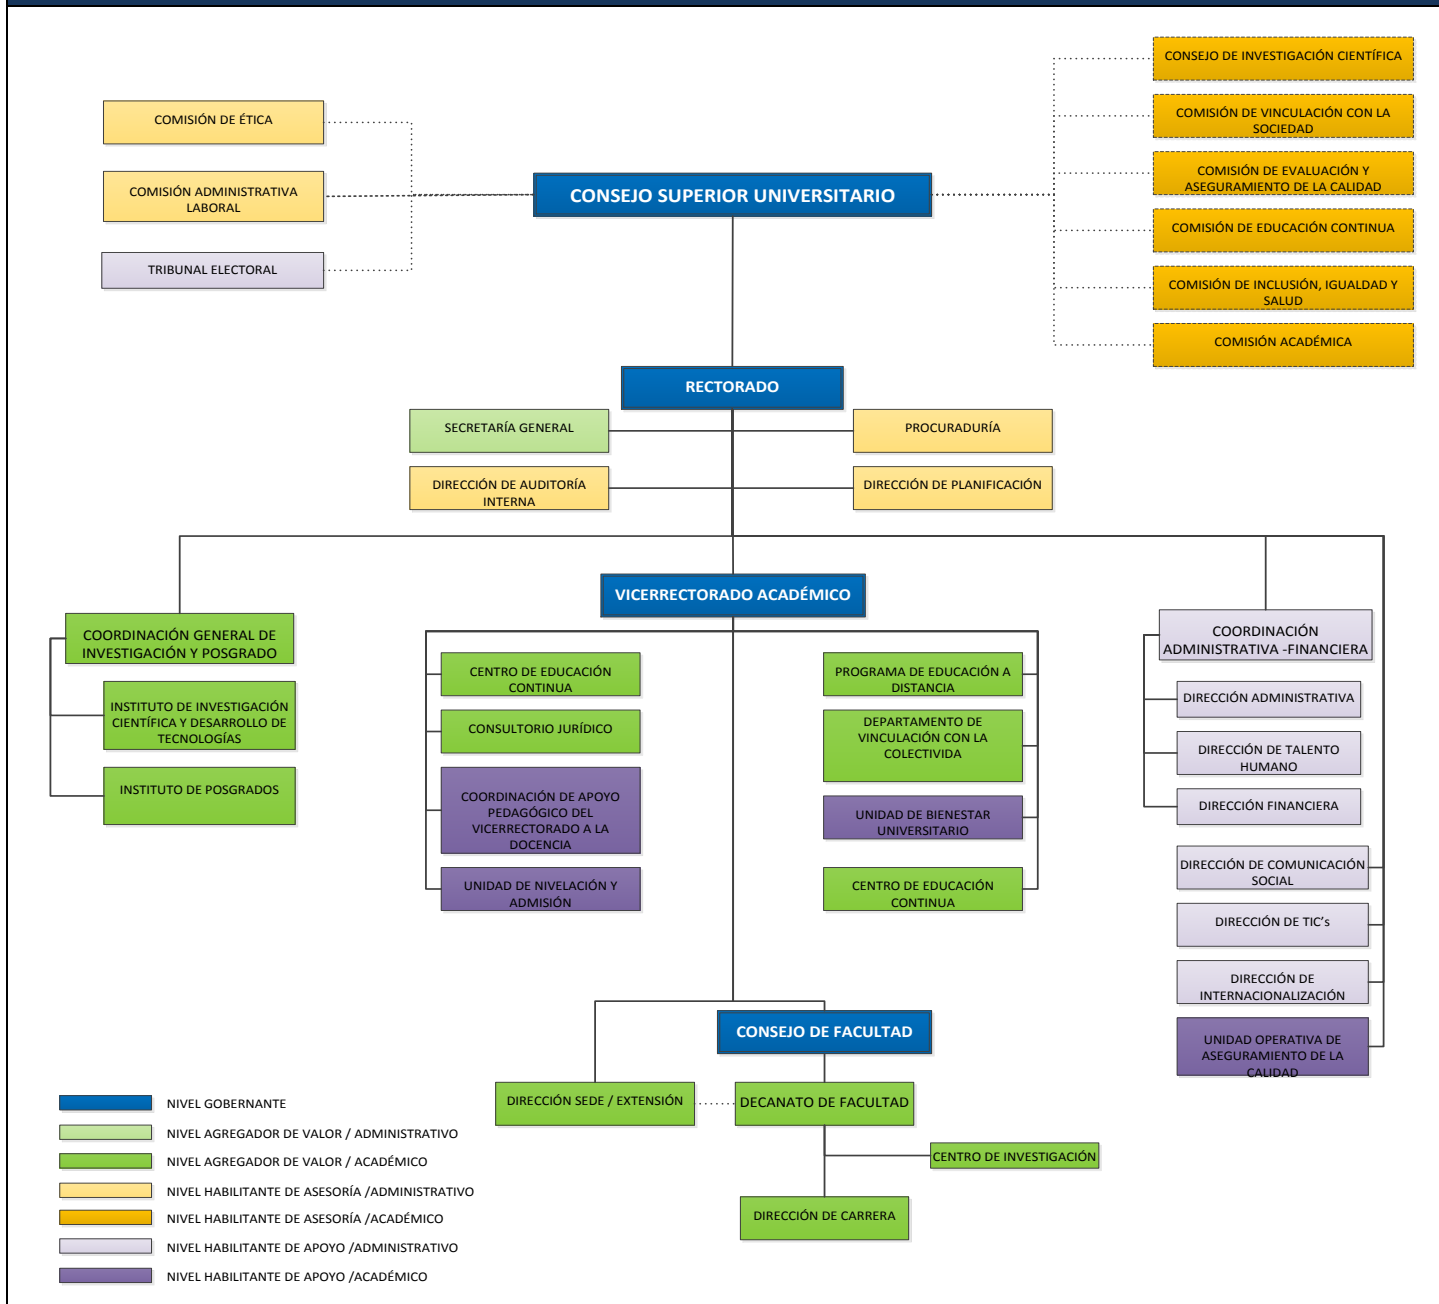 COMISIÓN DE ÉTICA
COMISIÓN ADMINISTRATIVA
LABORAL
TRIBUNAL ELECTORAL
CONSEJO SUPERIOR UNIVERSITARIO
CONSEJO DE INVESTIGACIÓN CIENTÍFICA
COMISIÓN DE VINCULACIÓN CON LA
SOCIEDAD
COMISIÓN DE EVALUACIÓN Y
ASEGURAMIENTO DE LA CALIDAD
COMISIÓN DE EDUCACIÓN CONTINUA
COMISIÓN DE INCLUSIÓN, IGUALDAD Y
SALUD
COMISIÓN ACADÉMICA
RECTORADO
SECRETARÍA GENERAL
PROCURADURÍA
DIRECCIÓN DE AUDITORÍA
INTERNA
DIRECCIÓN DE PLANIFICACIÓN
VICERRECTORADO ACADÉMICO
COORDINACIÓN GENERAL DE
INVESTIGACIÓN Y POSGRADO
INSTITUTO DE INVESTIGACIÓN
CIENTÍFICA Y DESARROLLO DE
TECNOLOGÍAS
INSTITUTO DE POSGRADOS
CENTRO DE EDUCACIÓN
CONTINUA
CONSULTORIO JURÍDICO
COORDINACIÓN DE APOYO
PEDAGÓGICO DEL
VICERRECTORADO A LA
DOCENCIA
UNIDAD DE NIVELACIÓN Y
ADMISIÓN
PROGRAMA DE EDUCACIÓN A
DISTANCIA
DEPARTAMENTO DE
VINCULACIÓN CON LA
COLECTIVIDA
UNIDAD DE BIENESTAR
UNIVERSITARIO
CENTRO DE EDUCACIÓN
CONTINUA
COORDINACIÓN
ADMINISTRATIVA -FINANCIERA
DIRECCIÓN ADMINISTRATIVA
DIRECCIÓN DE TALENTO
HUMANO
DIRECCIÓN FINANCIERA
DIRECCIÓN DE COMUNICACIÓN
SOCIAL
DIRECCIÓN DE TIC’s
DIRECCIÓN DE
INTERNACIONALIZACIÓN
UNIDAD OPERATIVA DE
ASEGURAMIENTO DE LA
CALIDAD
CONSEJO DE FACULTAD
DIRECCIÓN SEDE / EXTENSIÓN
DECANATO DE FACULTAD
CENTRO DE INVESTIGACIÓN
DIRECCIÓN DE CARRERA
NIVEL GOBERNANTE
NIVEL AGREGADOR DE VALOR / ADMINISTRATIVO
NIVEL AGREGADOR DE VALOR / ACADÉMICO
NIVEL HABILITANTE DE ASESORÍA /ADMINISTRATIVO
NIVEL HABILITANTE DE ASESORÍA /ACADÉMICO
NIVEL HABILITANTE DE APOYO /ADMINISTRATIVO
NIVEL HABILITANTE DE APOYO /ACADÉMICO